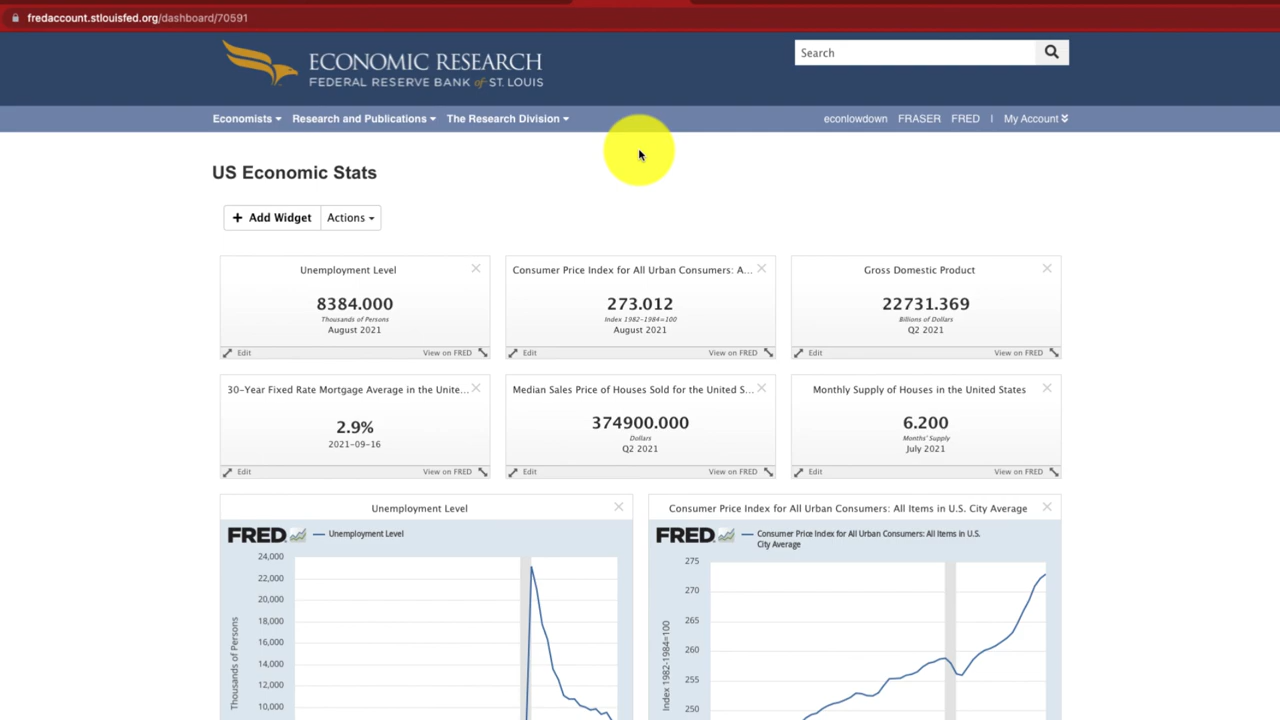 fredaccount.stlouisfed.org/dashboard/70591
ECONOMIC RESEARCH
FEDERAL RESERVE BANK of ST. LOUIS
Search
Economists Research and Publications The Research Division econlowdown FRASER FRED | My Account
US Economic Stats
+ Add Widget Actions
Unemployment Level
8384.000
Thousands of Persons
August 2021
Edit View on FRED
Consumer Price Index for All Urban Consumers: A...
273.012
Index 1982-1984=100
August 2021
Edit View on FRED
Gross Domestic Product
22731.369
Billions of Dollars
Q2 2021
Edit View on FRED
30-Year Fixed Rate Mortgage Average in the Unite...
2.9%
2021-09-16
Edit View on FRED
Median Sales Price of Houses Sold for the United S...
374900.000
Dollars
Q2 2021
Edit View on FRED
Monthly Supply of Houses in the United States
6.200
Months' Supply
July 2021
Edit View on FRED
Unemployment Level
FRED Unemployment Level
24,000
22,000
20,000
18,000
16,000
14,000
12,000
10,000
Thousands of Persons
Consumer Price Index for All Urban Consumers: All Items in U.S. City Average
FRED Consumer Price Index for All Urban Consumers: All Items in U.S.
City Average
275
270
265
260
255
250
Index 1982-1984=100